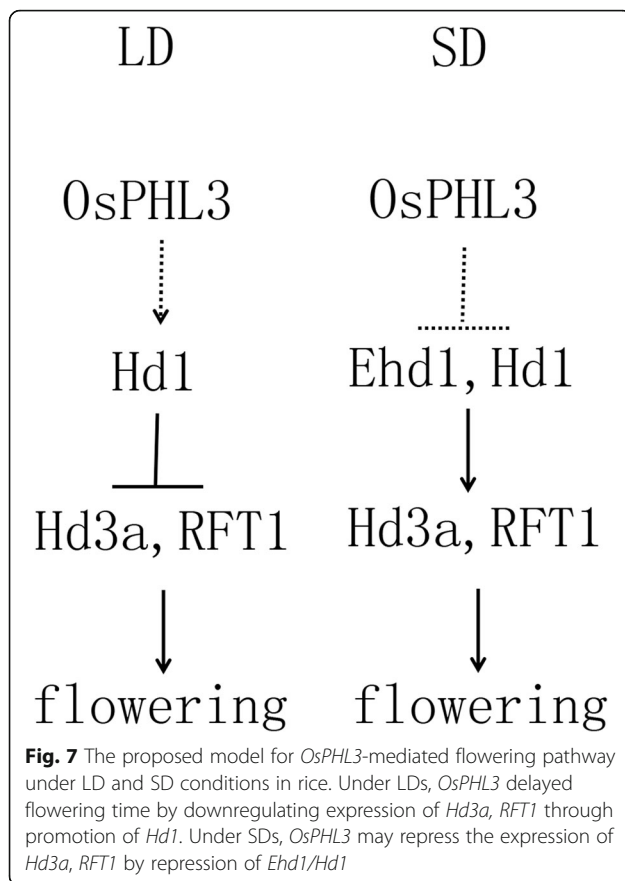 LD SD
OsPHL3 OsPHL3
Hd1 Ehd1, Hd1
Hd3a, RFT1 Hd3a, RFT1
flowering flowering
Fig. 7 The proposed model for OsPHL3-mediated flowering pathway
under LD and SD conditions in rice. Under LDs, OsPHL3 delayed
flowering time by downregulating expression of Hd3a, RFT1 through
promotion of Hd1. Under SDs, OsPHL3 may repress the expression of
Hd3a, RFT1 by repression of Ehd1/Hd1